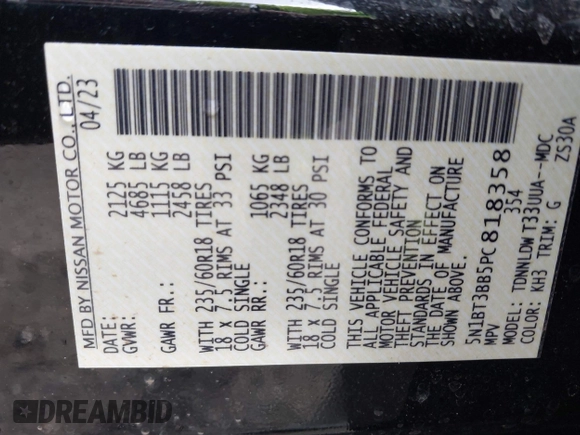 MFD BY NISSAN MOTOR CO.,LTD.
DATE: 04/23
GVWR: 2125 KG
4685 LB
GAWR FR.: 1115 KG
2458 LB
WITH 235/60R18 TIRES
18 X 7.5 RIMS AT 33 PSI
COLD SINGLE
GAWR RR.: 1065 KG
2348 LB
WITH 235/60R18 TIRES
18 X 7.5 RIMS AT 30 PSI
COLD SINGLE
THIS VEHICLE CONFORMS TO
ALL APPLICABLE FEDERAL
MOTOR VEHICLE SAFETY AND
THEFT PREVENTION
STANDARDS IN EFFECT ON
THE DATE OF MANUFACTURE
SHOWN ABOVE.
5N1BT3BB5PC818358
MPV 354
MODEL: TDNNLDWT33UUA--MDC
COLOR: KH3 TRIM: G ZS30A
DREAMBID